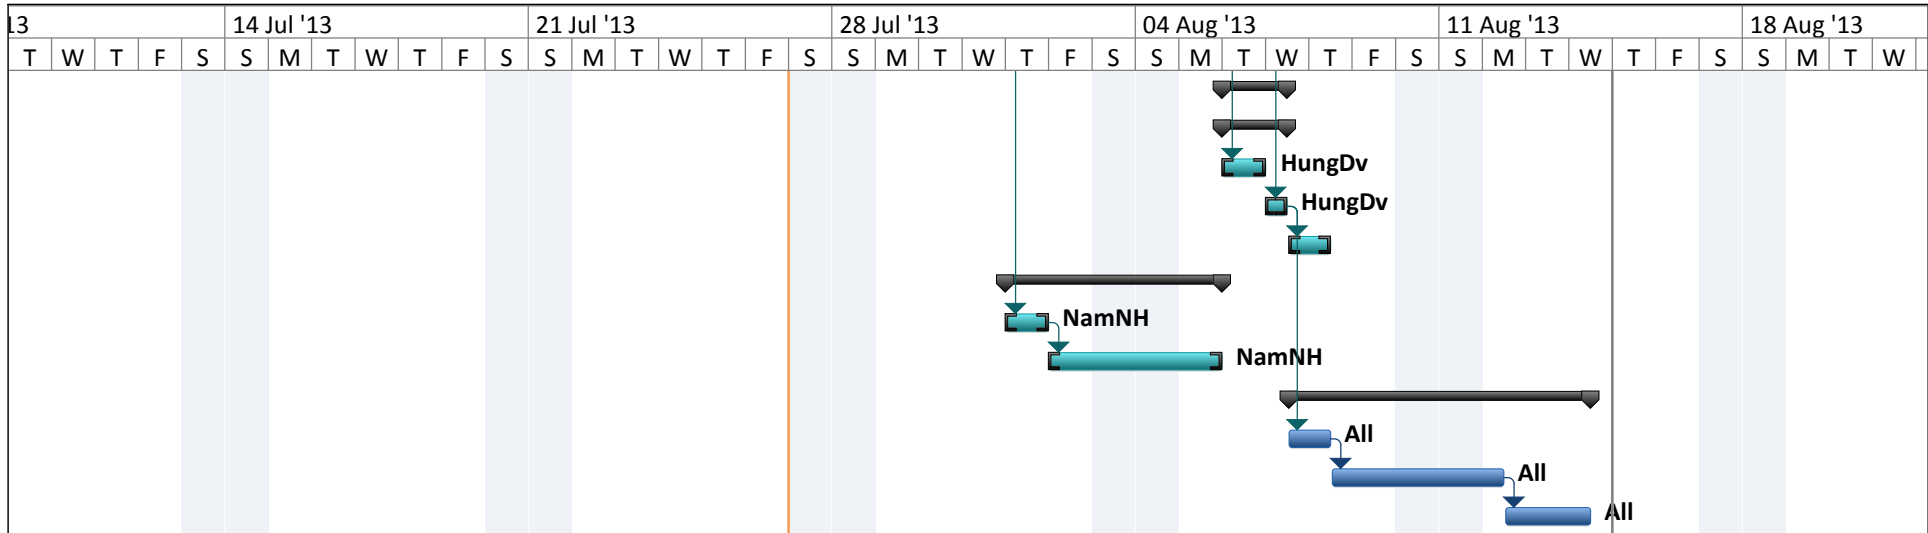 13 14 Jul '13 21 Jul '13 28 Jul '13 04 Aug '13 11 Aug '13 18 Aug '13
T W T F S S M T W T F S S M T W T F S S M T W T F S S M T W T F S S M T W T F S S M T W
HungDv
HungDv
NamNH
NamNH
All
All
All